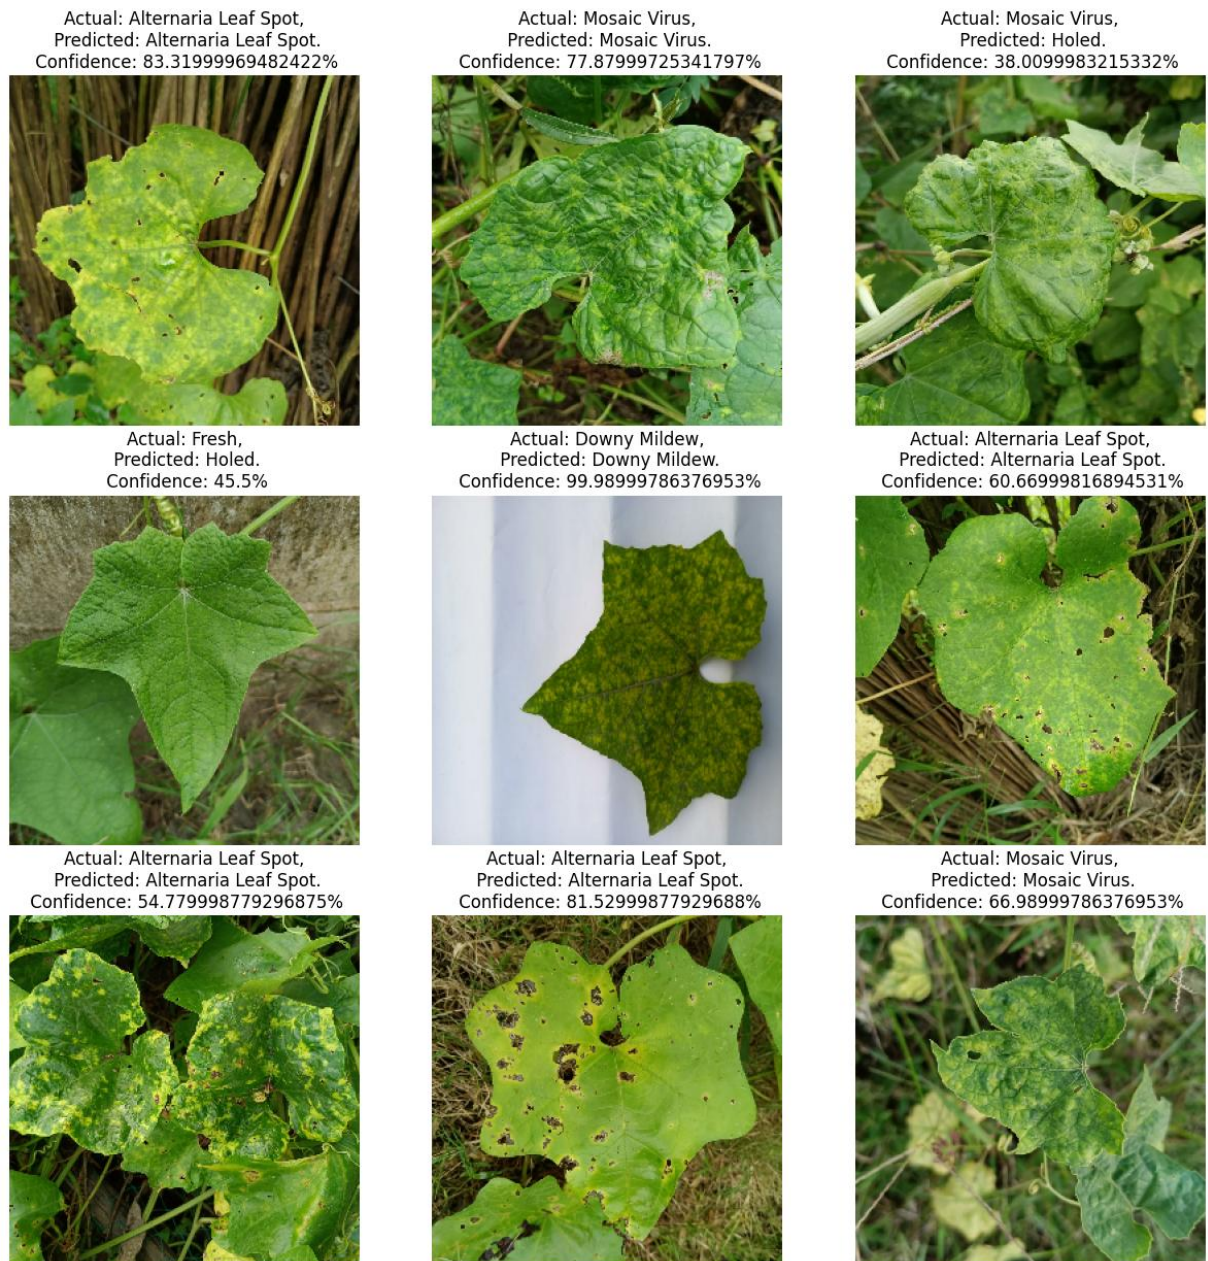 Actual: Alternaria Leaf Spot,
Predicted: Alternaria Leaf Spot.
Confidence: 83.31999969482422%
Actual: Mosaic Virus,
Predicted: Mosaic Virus.
Confidence: 77.87999725341797%
Actual: Mosaic Virus,
Predicted: Holed.
Confidence: 38.0099983215332%
Actual: Fresh,
Predicted: Holed.
Confidence: 45.5%
Actual: Downy Mildew,
Predicted: Downy Mildew.
Confidence: 99.98999786376953%
Actual: Alternaria Leaf Spot,
Predicted: Alternaria Leaf Spot.
Confidence: 60.66999816894531%
Actual: Alternaria Leaf Spot,
Predicted: Alternaria Leaf Spot.
Confidence: 54.779998779296875%
Actual: Alternaria Leaf Spot,
Predicted: Alternaria Leaf Spot.
Confidence: 81.52999877929688%
Actual: Mosaic Virus,
Predicted: Mosaic Virus.
Confidence: 66.98999786376953%